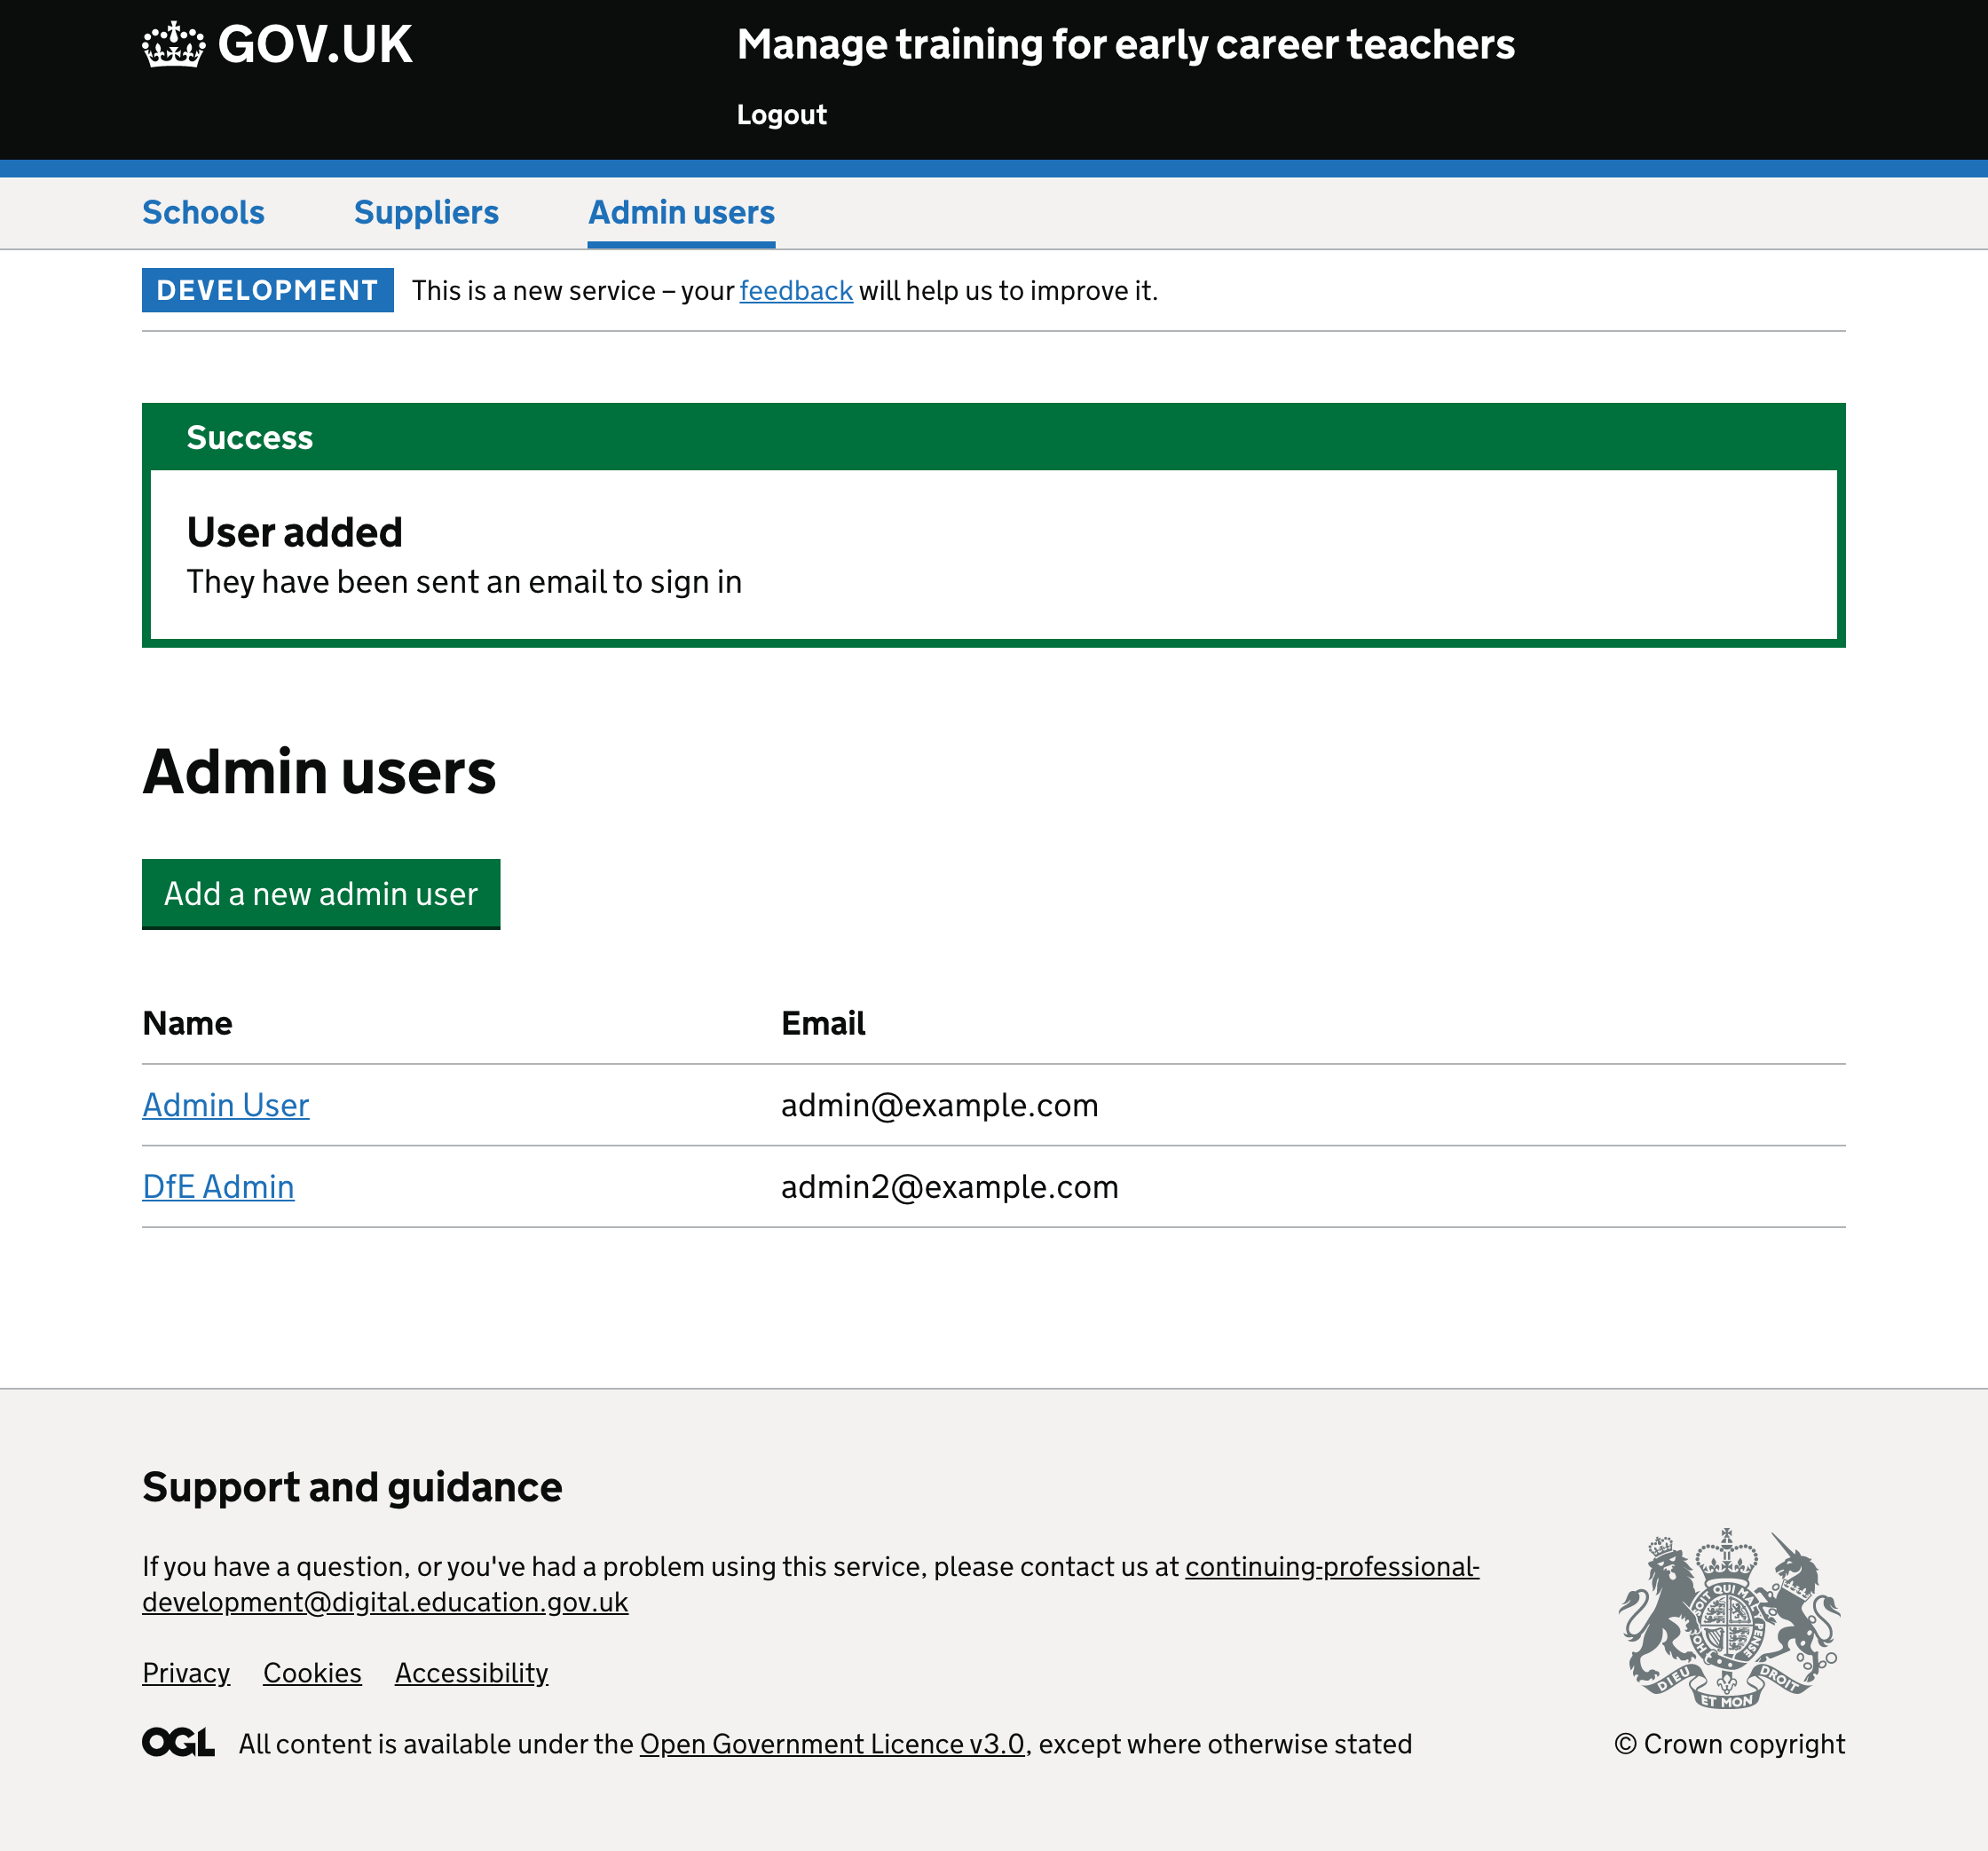 GOV.UK
Manage training for early career teachers
Logout
Schools
Suppliers
Admin users
DEVELOPMENT
This is a new service – your feedback will help us to improve it.
Success
User added
They have been sent an email to sign in
Admin users
Add a new admin user
Name
Email
Admin User
admin@example.com
DfE Admin
admin2@example.com
Support and guidance
If you have a question, or you've had a problem using this service, please contact us at continuing-professional-
development@digital.education.gov.uk
Privacy
Cookies
Accessibility
OGL
All content is available under the Open Government Licence v3.0, except where otherwise stated
SOIT QUI MAL Y PENSE
HON
DIEU
ET MON
DROIT
© Crown copyright